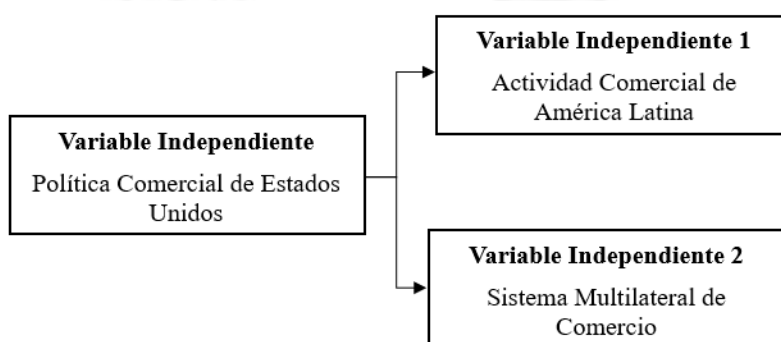 Variable Independiente 1
Actividad Comercial de
América Latina
Variable Independiente
Política Comercial de Estados
Unidos
Variable Independiente 2
Sistema Multilateral de
Comercio